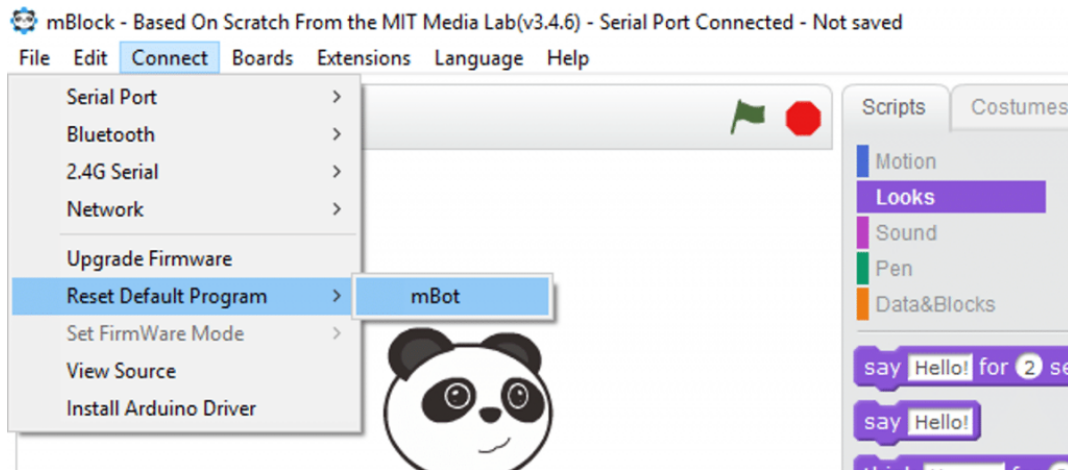 mBlock - Based On Scratch From the MIT Media Lab(v3.4.6) - Serial Port Connected - Not saved
File Edit Connect Boards Extensions Language Help
Serial Port
Bluetooth
2.4G Serial
Network
Upgrade Firmware
Reset Default Program
mBot
Set FirmWare Mode
View Source
Install Arduino Driver
Scripts Costumes
Motion
Looks
Sound
Pen
Data&Blocks
say Hello! for 2 se
say Hello!